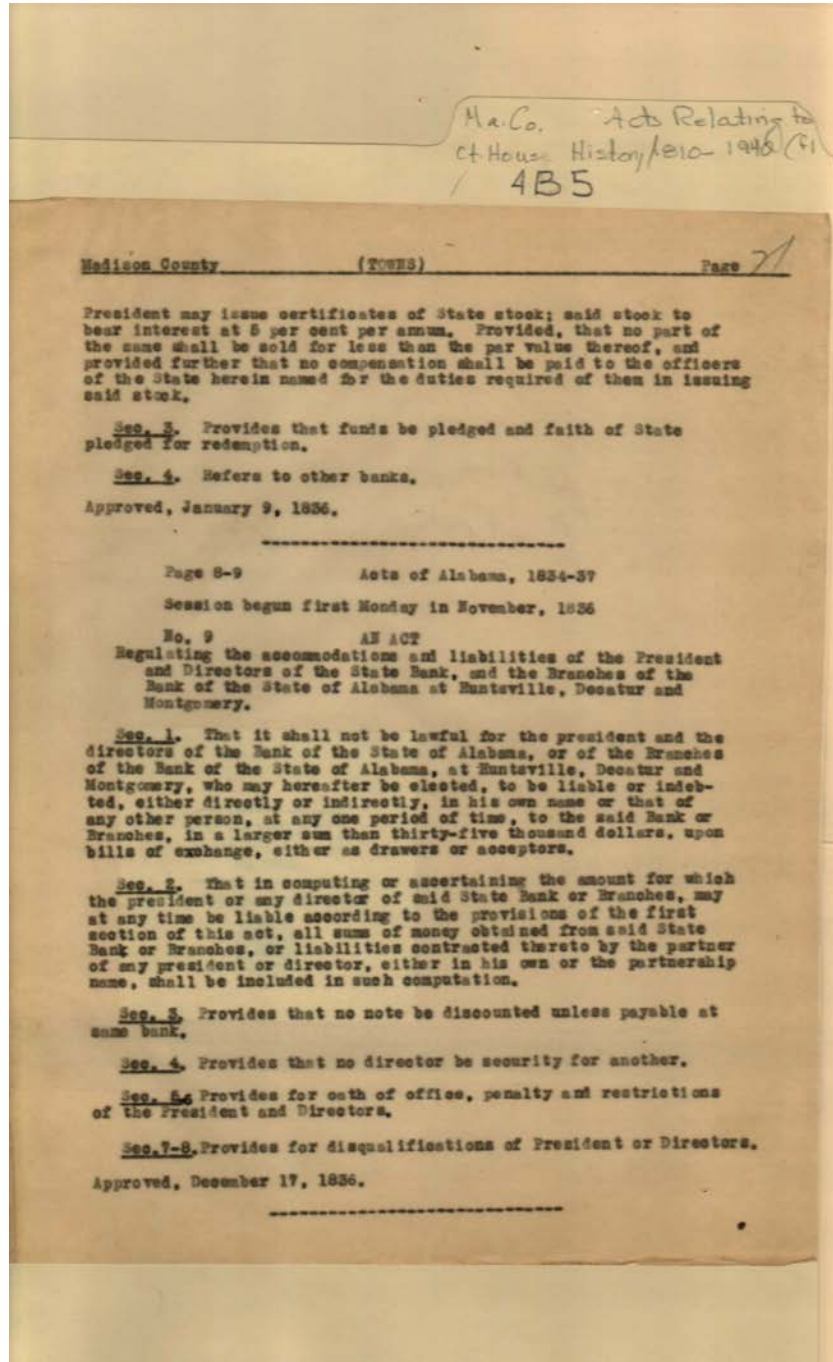 Ma. Co. Acts Relating to
Ct. House History 1810-1940 (F1
4B5
Madison County (TOWNS) Page 21
President may issue certificates of State stock; said stock to
bear interest at 5 per cent per annum. Provided, that no part of
the same shall be sold for less than the par value thereof, and
provided further that no compensation shall be paid to the officers
of the State herein named for the duties required of them in issuing
said stock.
Sec. 3. Provides that funds be pledged and faith of State
pledged for redemption.
Sec. 4. Refers to other banks.
Approved, January 9, 1836.
Page 8-9 Acts of Alabama, 1834-37
Session begun first Monday in November, 1836
No. 9 AN ACT
Regulating the accommodations and liabilities of the President
and Directors of the State Bank, and the Branches of the
Bank of the State of Alabama at Huntsville, Decatur and
Montgomery.
Sec. 1. That it shall not be lawful for the president and the
directors of the Bank of the State of Alabama, or of the Branches
of the Bank of the State of Alabama, at Huntsville, Decatur and
Montgomery, who may hereafter be elected, to be liable or indeb-
ted, either directly or indirectly, in his own name or that of
any other person, at any one period of time, to the said Bank or
Branches, in a larger sum than thirty-five thousand dollars, upon
bills of exchange, either as drawers or acceptors.
Sec. 2. That in computing or ascertaining the amount for which
the president or any director of said State Bank or Branches, may
at any time be liable according to the provisions of the first
section of this act, all sums of money obtained from said State
Bank or Branches, or liabilities contracted thereto by the partner
of any president or director, either in his own or the partnership
name, shall be included in such computation.
Sec. 3. Provides that no note be discounted unless payable at
same bank.
Sec. 4. Provides that no director be security for another.
Sec. Provides for oath of office, penalty and restrictions
of the President and Directors.
Sec.7-8.Provides for disqualifications of President or Directors.
Approved, December 17, 1836.